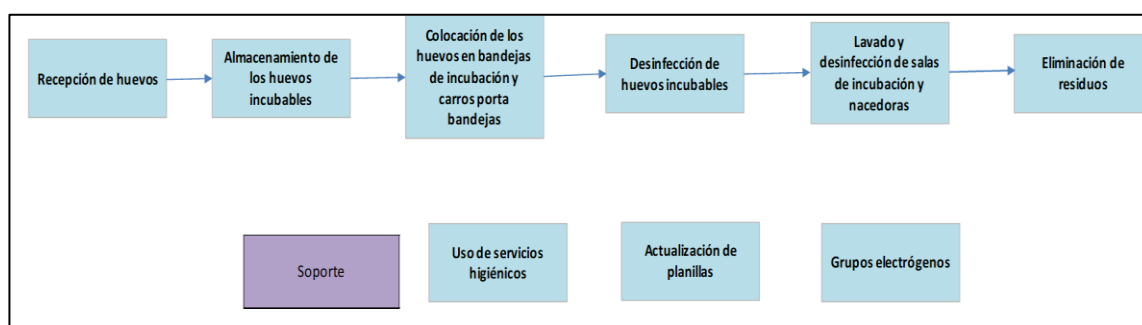 Recepción de huevos
Almacenamiento de
los huevos
incubables
Colocación de los
huevos en bandejas
de incubación y
carros porta
bandejas
Desinfección de
huevos incubables
Lavado y
desinfección de salas
de incubación y
nacedoras
Eliminación de
residuos
Soporte
Uso de servicios
higiénicos
Actualización de
planillas
Grupos electrógenos